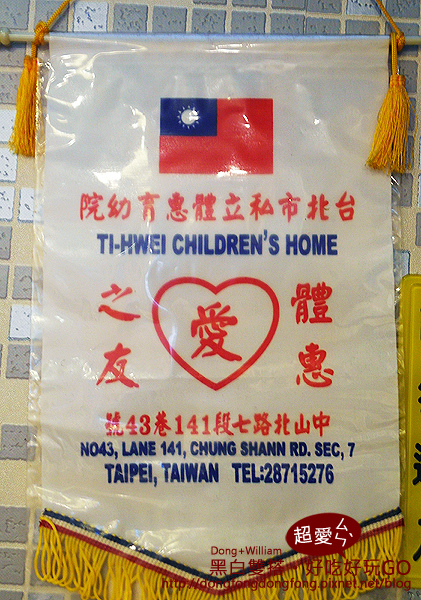 台北市私立體惠育幼院
TI-HWEI CHILDREN'S HOME
體惠
愛
之友
中山北路七段141巷43號
NO43, LANE 141, CHUNG SHANN RD. SEC, 7
TAIPEI, TAIWAN TEL:28715276
超愛
Dong+William
黑白雙 好吃好玩GO